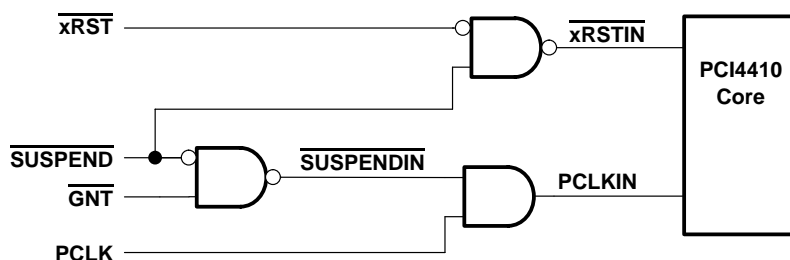 xRST
xRSTIN
PCI4410
Core
SUSPEND
SUSPENDIN
GNT
PCLKIN
PCLK